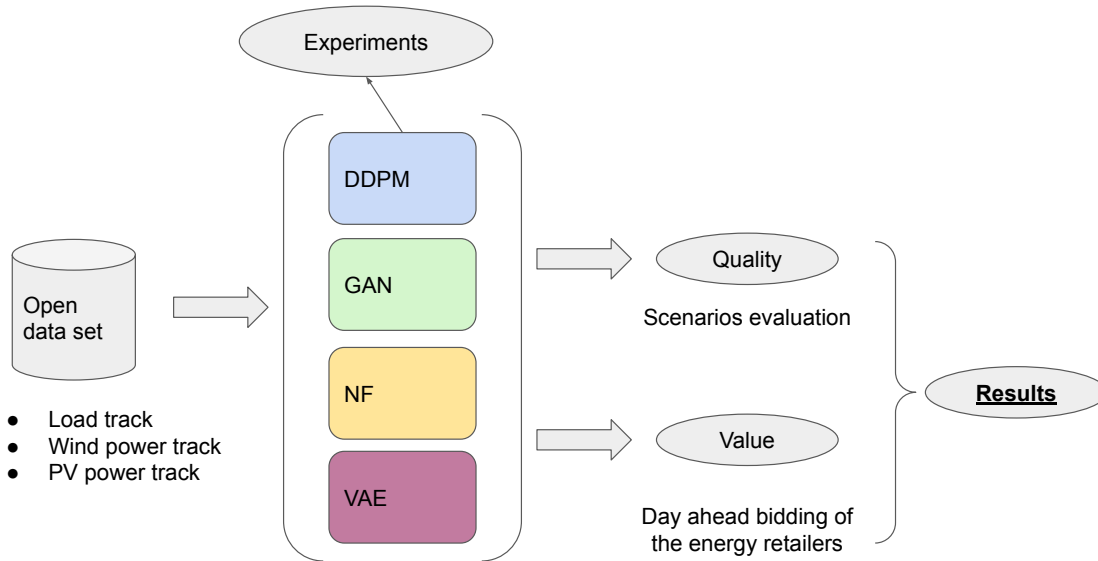 Experiments
DDPM
GAN
NF
VAE
Open
data set
● Load track
● Wind power track
● PV power track
Quality
Scenarios evaluation
Value
Day ahead bidding of
the energy retailers
Results